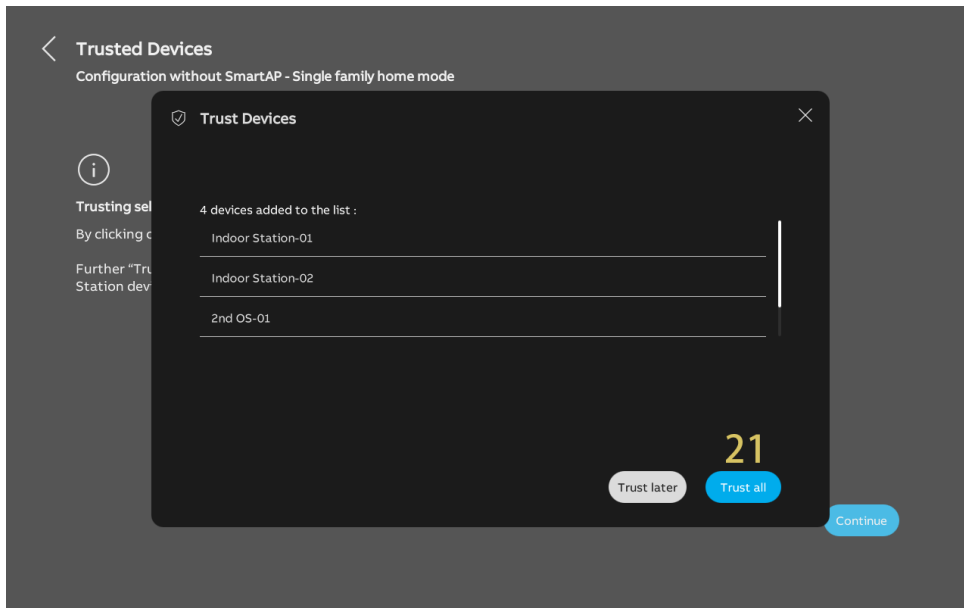 Trusted Devices
Configuration without SmartAP - Single family home mode
Trust Devices
Trusting sel
By clicking
Further "Tru
Station dev
4 devices added to the list :
Indoor Station-01
Indoor Station-02
2nd OS-01
21
Trust later
Trust all
Continue